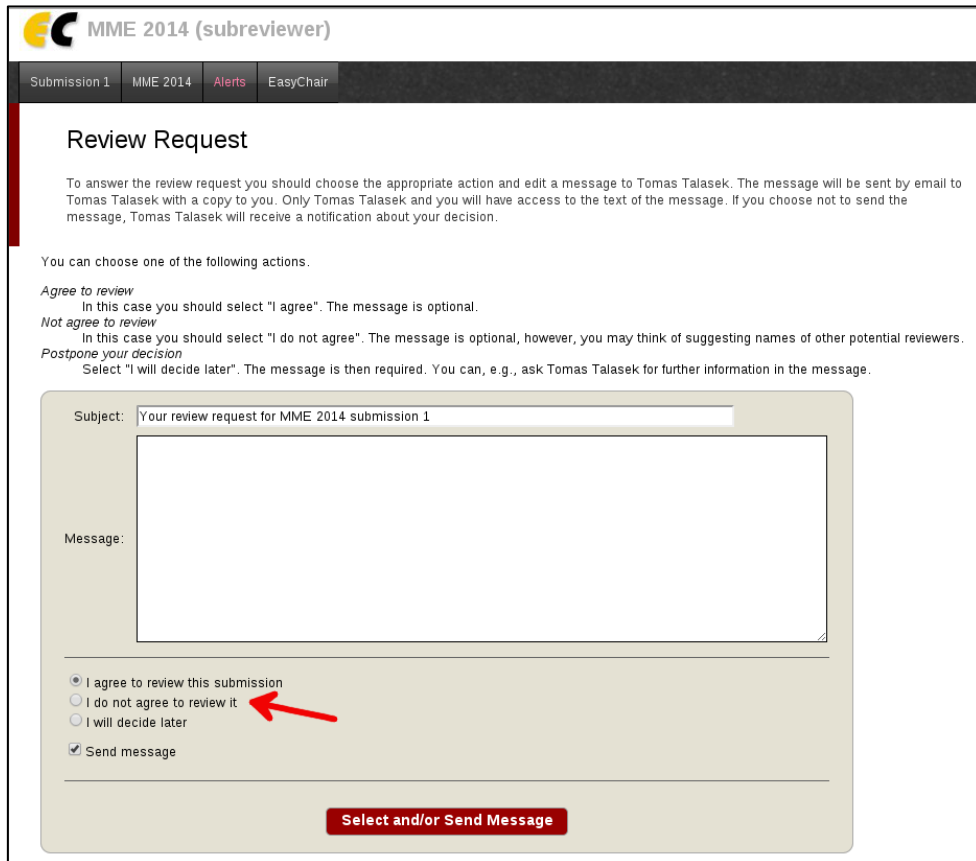 EC MME 2014 (subreviewer)
Submission 1 MME 2014 Alerts EasyChair
Review Request
To answer the review request you should choose the appropriate action and edit a message to Tomas Talasek. The message will be sent by email to
Tomas Talasek with a copy to you. Only Tomas Talasek and you will have access to the text of the message. If you choose not to send the
message, Tomas Talasek will receive a notification about your decision.
You can choose one of the following actions.
Agree to review
In this case you should select "I agree". The message is optional.
Not agree to review
In this case you should select "I do not agree". The message is optional, however, you may think of suggesting names of other potential reviewers.
Postpone your decision
Select "I will decide later". The message is then required. You can, e.g., ask Tomas Talasek for further information in the message.
Subject: Your review request for MME 2014 submission 1
Message:
I agree to review this submission
I do not agree to review it
I will decide later
Send message
Select and/or Send Message